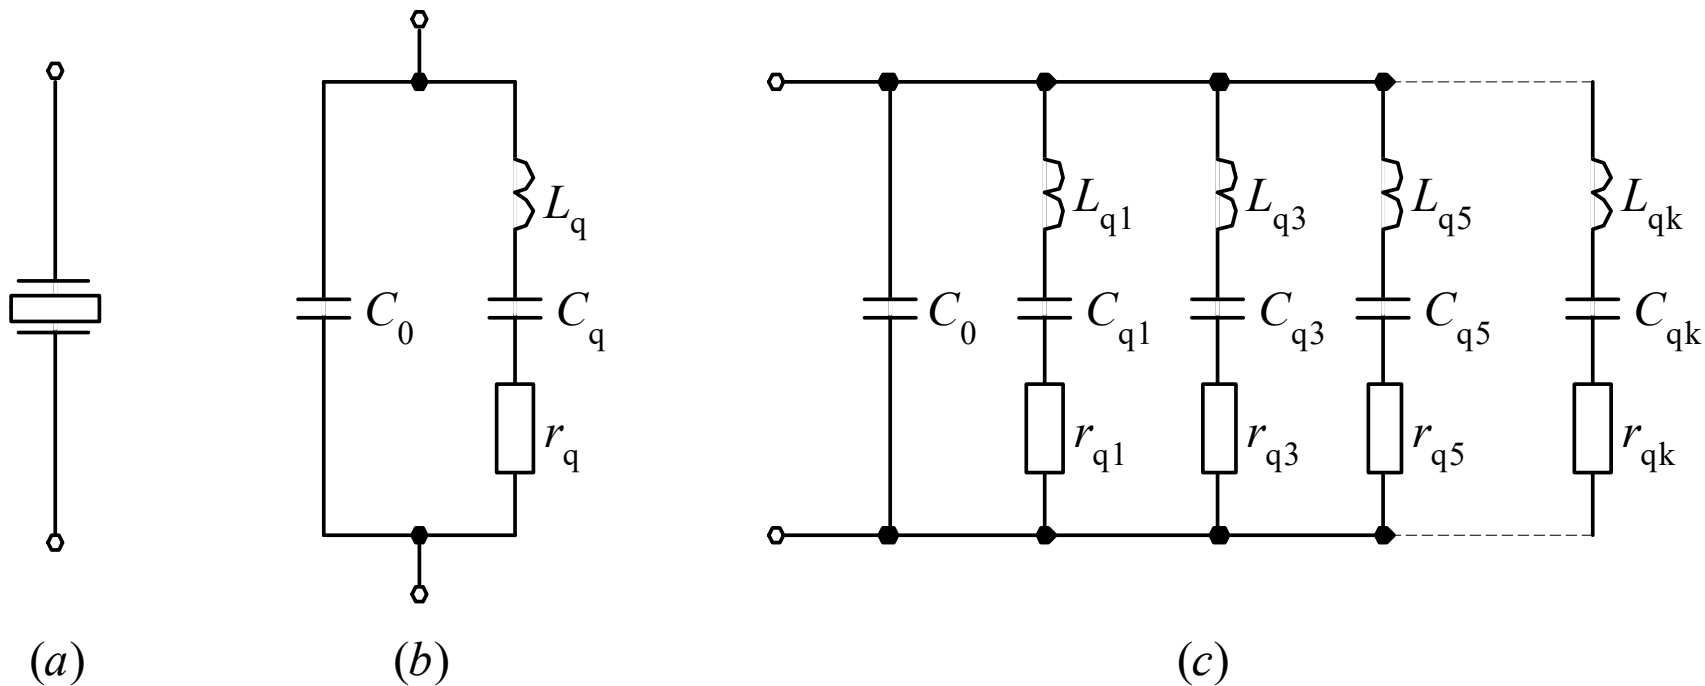 L_q
C_0 C_q
r_q
L_q1 L_q3 L_q5 L_qk
C_0 C_q1 C_q3 C_q5 C_qk
r_q1 r_q3 r_q5 r_qk
(a) (b) (c)